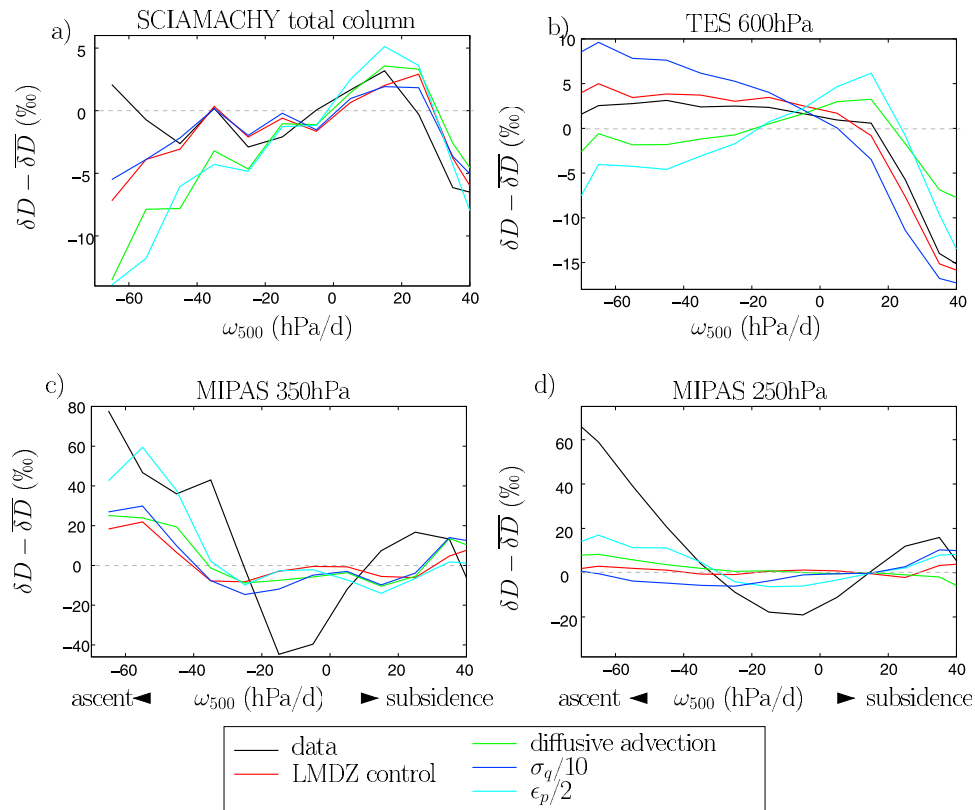 a) SCIAMACHY total column
5
0
−5
−10
−60 −40 −20 0 20 40
δD − δD̅ (‰)
ω500 (hPa/d)
b) TES 600hPa
10
5
0
−5
−10
−15
−60 −40 −20 0 20 40
δD − δD̅ (‰)
ω500 (hPa/d)
c) MIPAS 350hPa
80
60
40
20
0
−20
−40
−60 −40 −20 0 20 40
δD − δD̅ (‰)
ascent ◄ ω500 (hPa/d) ► subsidence
d) MIPAS 250hPa
60
40
20
0
−20
−60 −40 −20 0 20 40
δD − δD̅ (‰)
ascent ◄ ω500 (hPa/d) ► subsidence
data
LMDZ control
diffusive advection
σq/10
ϵp/2